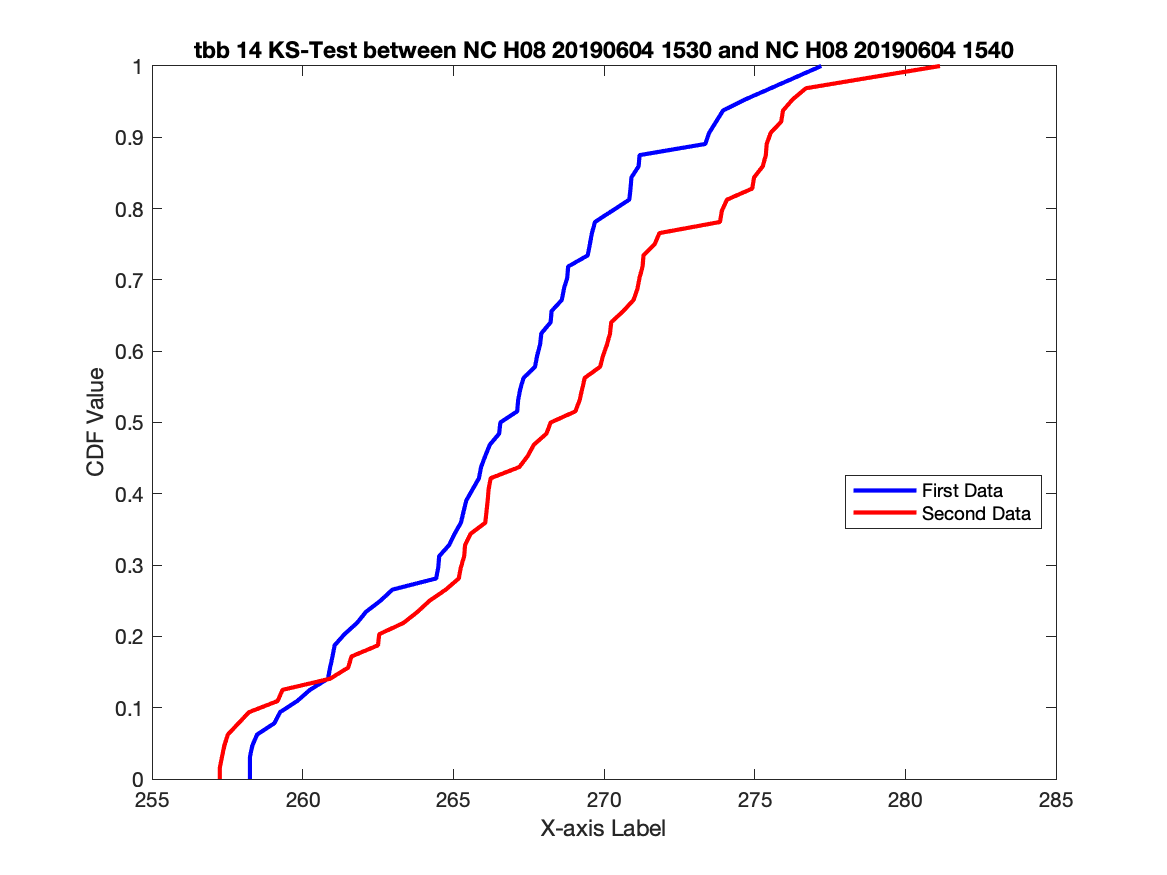 tbb 14 KS-Test between NC H08 20190604 1530 and NC H08 20190604 1540
1
0.9
0.8
0.7
0.6
0.5
0.4
0.3
0.2
0.1
0
CDF Value
First Data
Second Data
255 260 265 270 275 280 285
X-axis Label